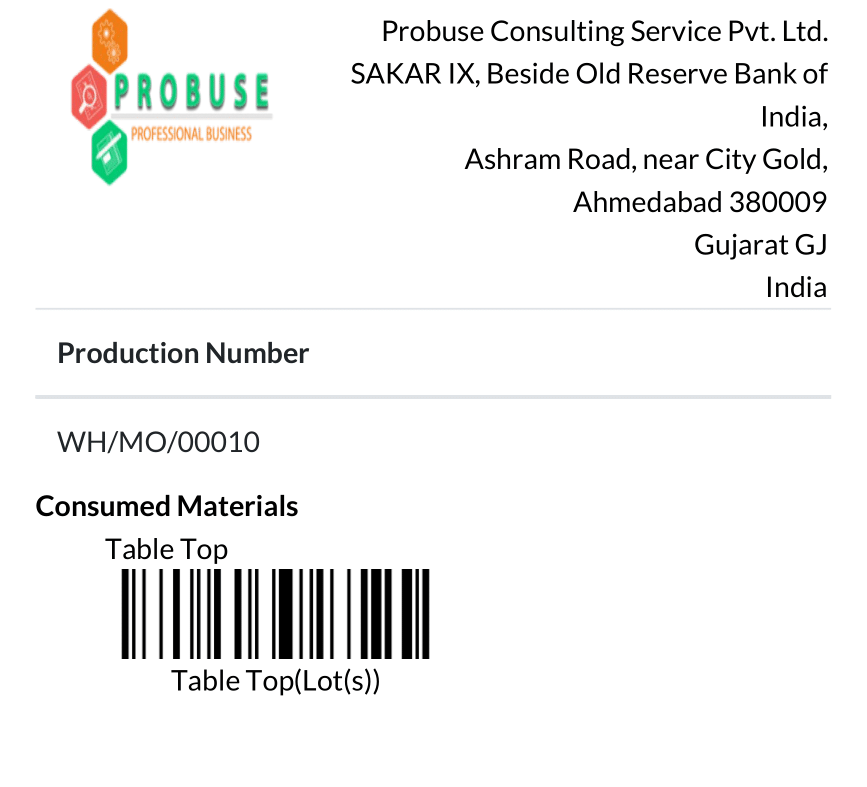 PROBUSE
PROFESSIONAL BUSINESS
Probuse Consulting Service Pvt. Ltd.
SAKAR IX, Beside Old Reserve Bank of
India,
Ashram Road, near City Gold,
Ahmedabad 380009
Gujarat GJ
India
Production Number
WH/MO/00010
Consumed Materials
Table Top
Table Top(Lot(s))